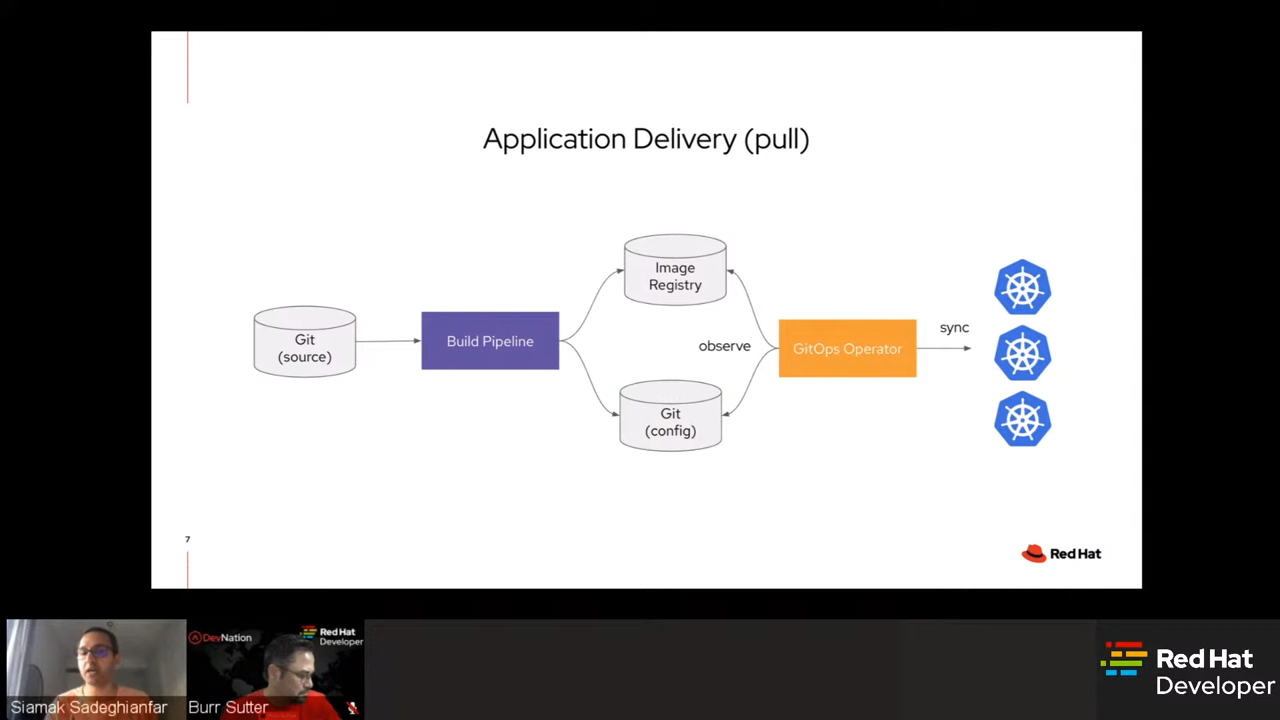 Application Delivery (pull)
Image
Registry
Git
(source)
Build Pipeline
observe
GitOps Operator
sync
Git
(config)
7
Red Hat
DevNation
Red Hat
Developer
Siamak Sadeghianfar
Burr Sutter
Red Hat
Developer